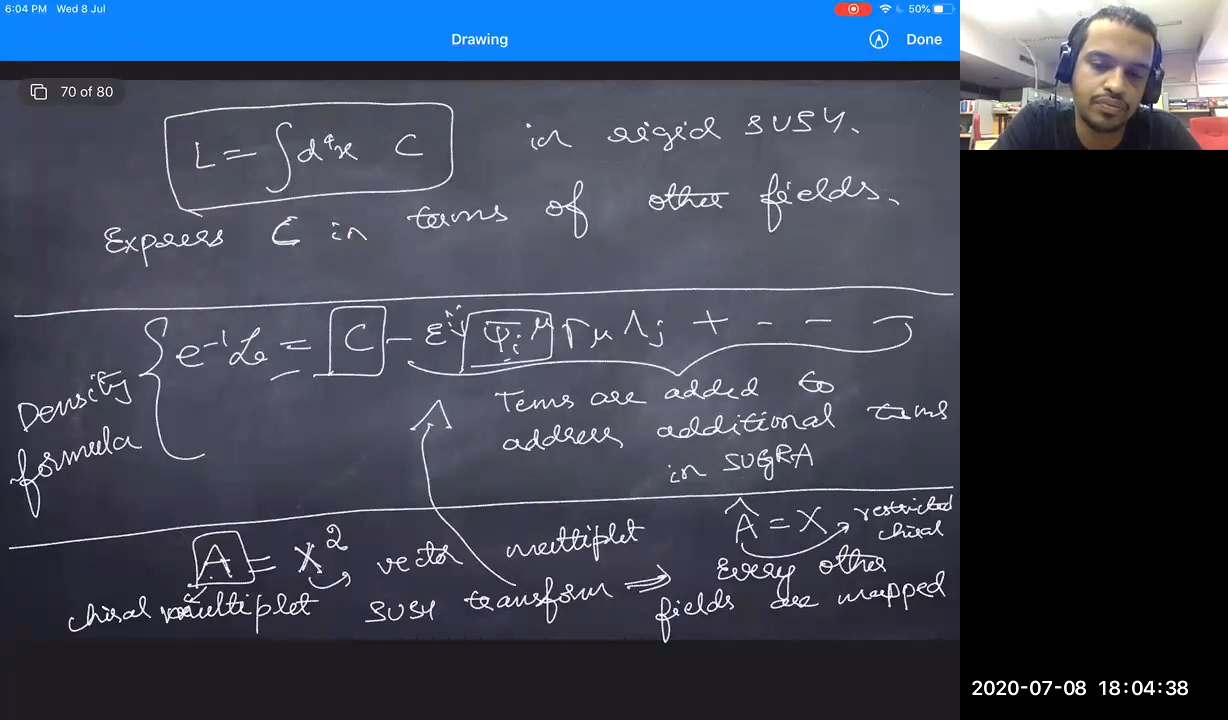 6:04 PM Wed 8 Jul
50%
Drawing
Done
70 of 80
L = ∫d⁴x C in rigid SUSY.
Express C in terms of other fields.
Density formula { e⁻¹L = C - εⁱʲ ψ̄ᵢ^μ Γμ Λⱼ + - -
Tems are added to
address additional terms
in SUGRA
A = X² vector multiplet
Â = X restricted chiral
chiral multiplet
SUSY transform ⇒ Every other
fields are mapped
2020-07-08 18:04:38